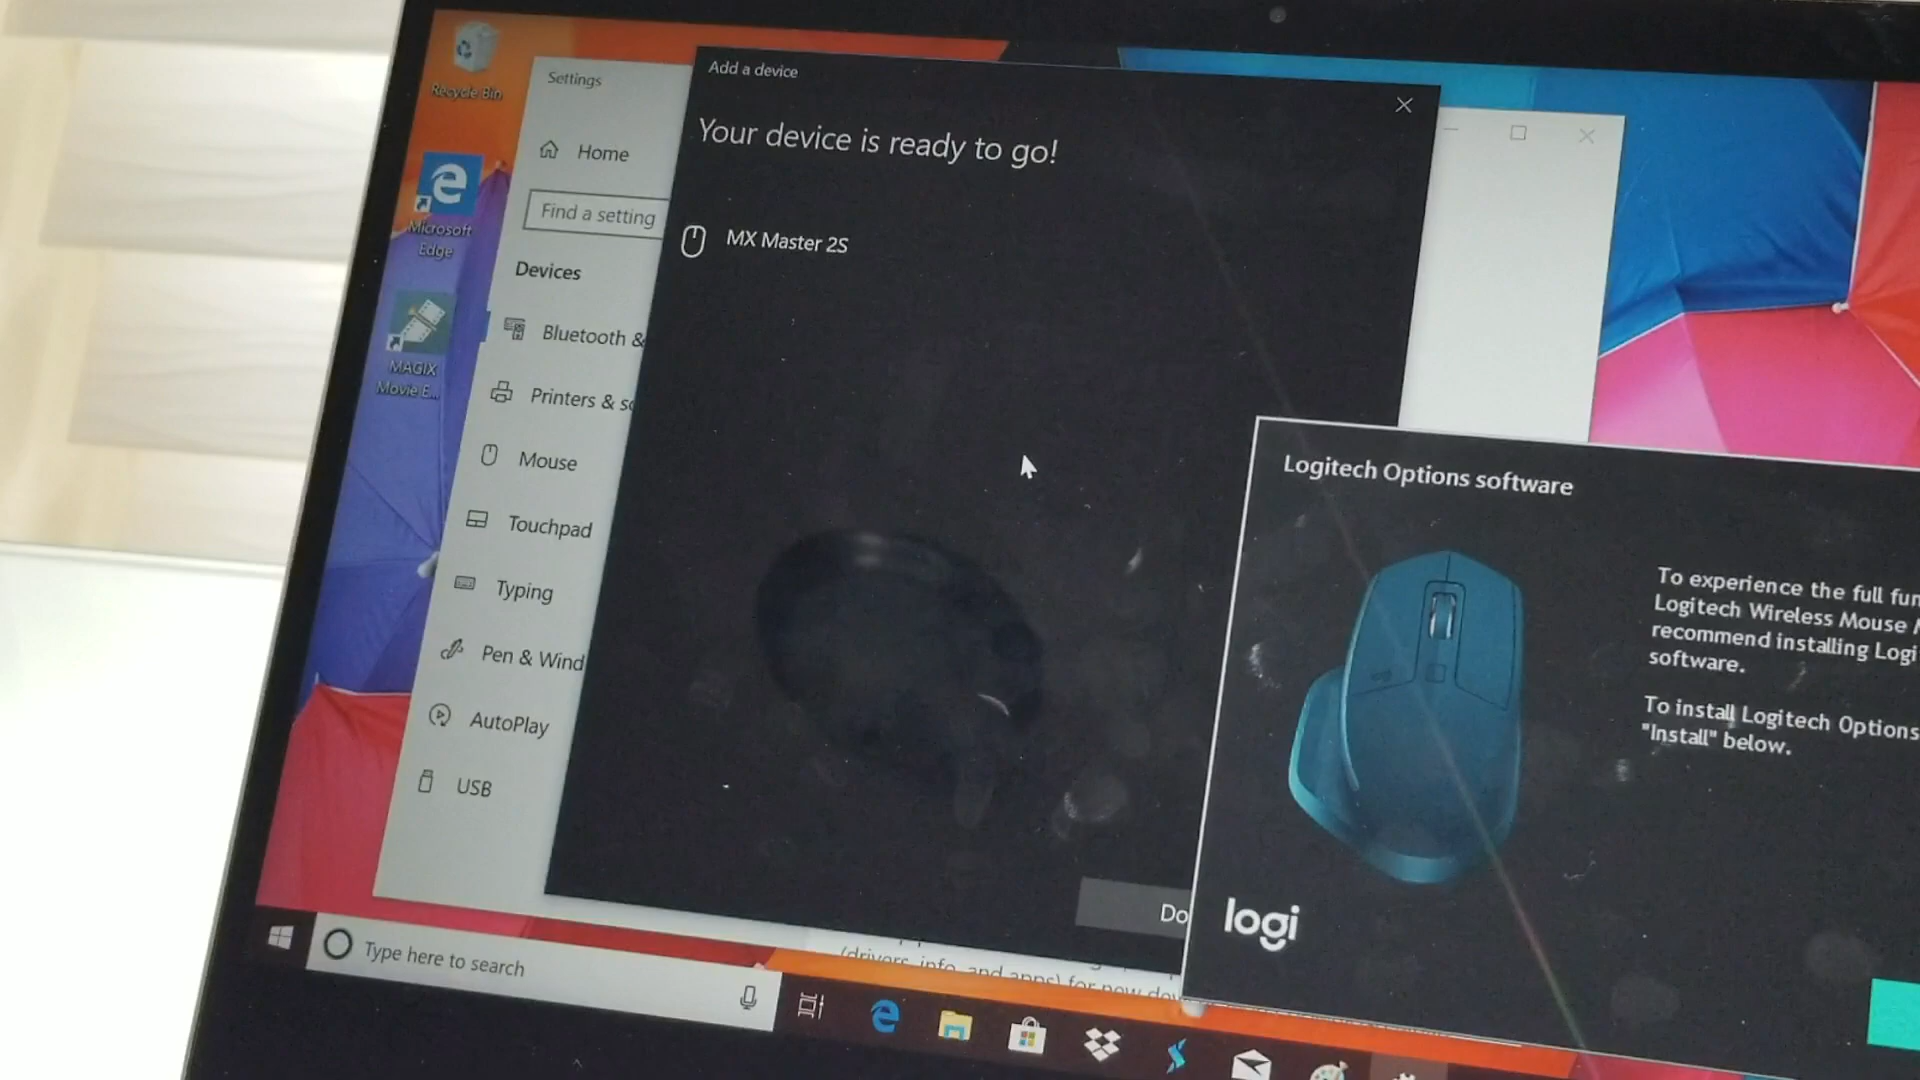 Recycle Bin
Microsoft
Edge
MAGIX
Movie E...
Settings
Home
Find a setting
Devices
Bluetooth &
Printers & sc
Mouse
Touchpad
Typing
Pen & Wind
AutoPlay
USB
Add a device
Your device is ready to go!
MX Master 2S
Do
(drivers, info, and apps) for new dev
Logitech Options software
To experience the full fun
Logitech Wireless Mouse M
recommend installing Logi
software.
To install Logitech Options
"Install" below.
logi
Type here to search